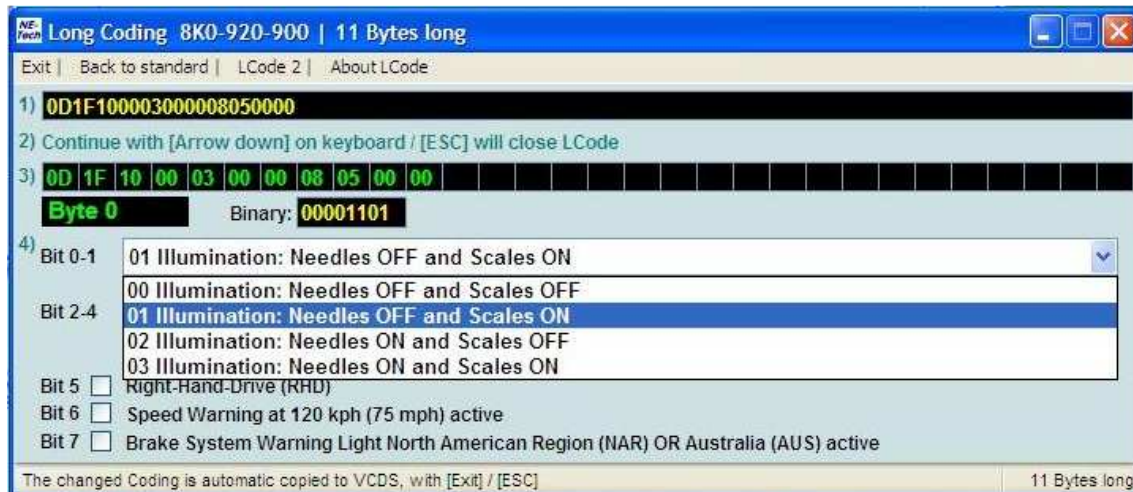 NE-Tech Long Coding 8K0-920-900 | 11 Bytes long
Exit | Back to standard | LCode 2 | About LCode
1) 0D1F100003000008050000
2) Continue with [Arrow down] on keyboard / [ESC] will close LCode
3) 0D 1F 10 00 03 00 00 08 05 00 00
Byte 0 Binary: 00001101
4) Bit 0-1 01 Illumination: Needles OFF and Scales ON
00 Illumination: Needles OFF and Scales OFF
Bit 2-4 01 Illumination: Needles OFF and Scales ON
02 Illumination: Needles ON and Scales OFF
03 Illumination: Needles ON and Scales ON
Bit 5 Right-Hand-Drive (RHD)
Bit 6 Speed Warning at 120 kph (75 mph) active
Bit 7 Brake System Warning Light North American Region (NAR) OR Australia (AUS) active
The changed Coding is automatic copied to VCDS, with [Exit] / [ESC] 11 Bytes long